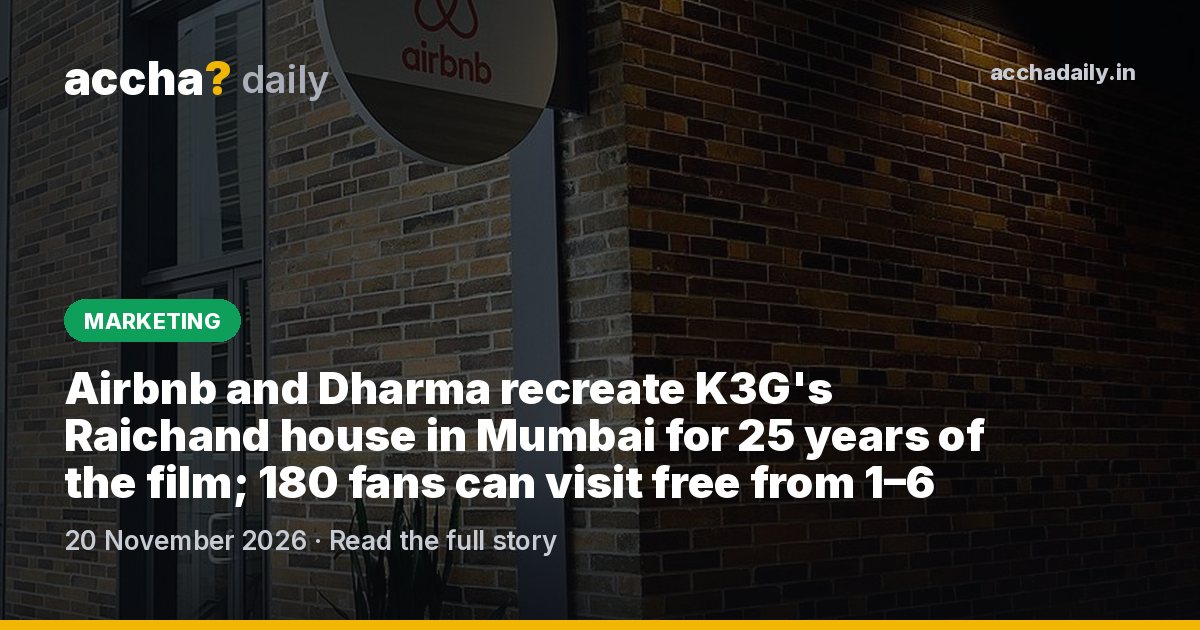 airbnb
accha? daily
acchadaily.in
MARKETING
Airbnb and Dharma recreate K3G's
Raichand house in Mumbai for 25 years of
the film; 180 fans can visit free from 1–6
20 November 2026 · Read the full story